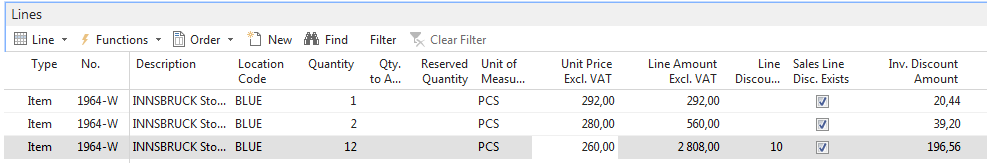 Lines
Line Functions Order New Find Filter Clear Filter
Type No. Description Location Code Quantity Qty. to A... Reserved Quantity Unit of Measu... Unit Price Excl. VAT Line Amount Excl. VAT Line Discou... Sales Line Disc. Exists Inv. Discount Amount
Item 1964-W INNSBRUCK Sto... BLUE 1 PCS 292,00 292,00 20,44
Item 1964-W INNSBRUCK Sto... BLUE 2 PCS 280,00 560,00 39,20
Item 1964-W INNSBRUCK Sto... BLUE 12 PCS 260,00 2 808,00 10 196,56